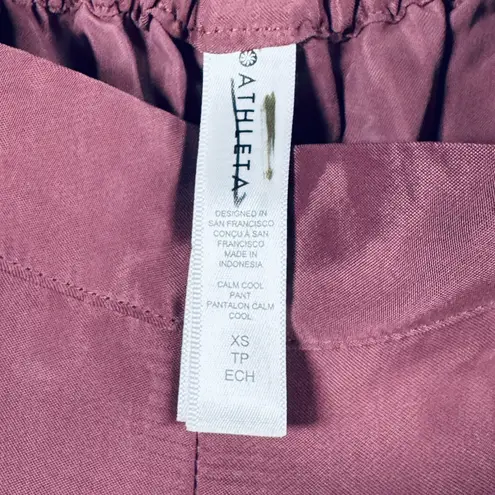 ATHLETA
DESIGNED IN
SAN FRANCISCO
CONÇU À SAN
FRANCISCO
MADE IN
INDONESIA
CALM COOL
PANT
PANTALON CALM
COOL
XS
TP
ECH